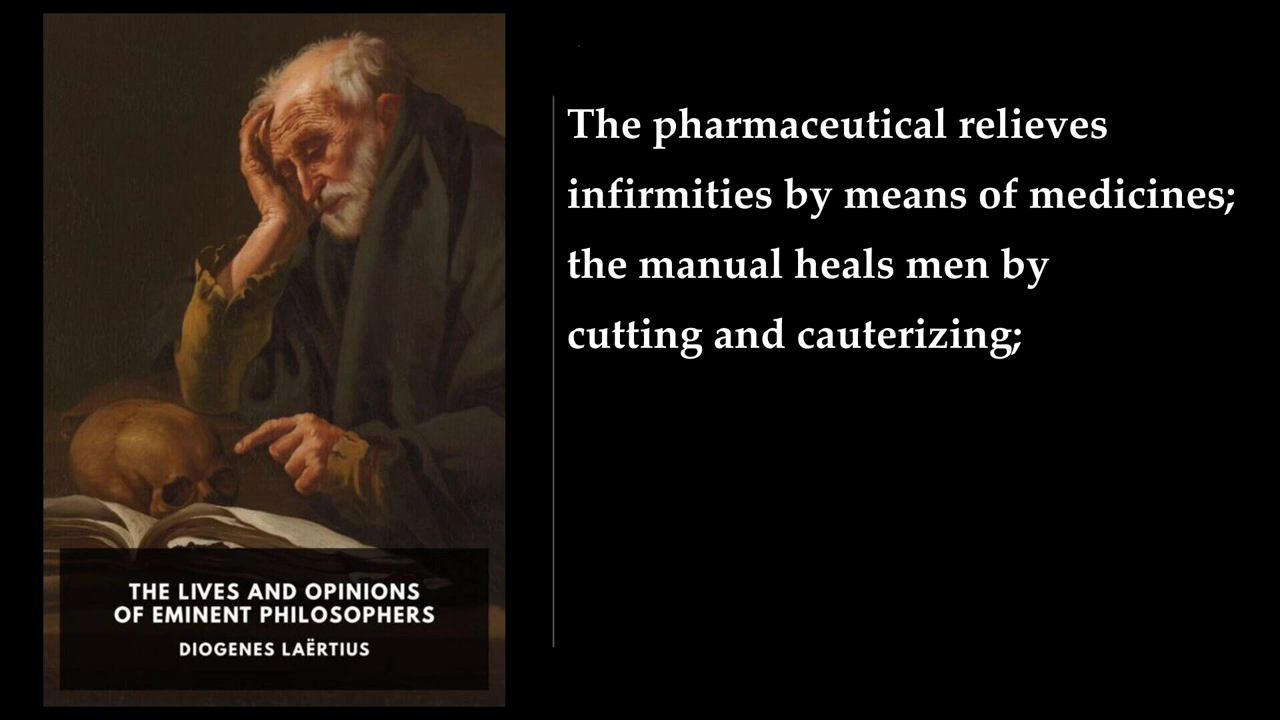 THE LIVES AND OPINIONS
OF EMINENT PHILOSOPHERS
DIOGENES LAËRTIUS
The pharmaceutical relieves
infirmities by means of medicines;
the manual heals men by
cutting and cauterizing;